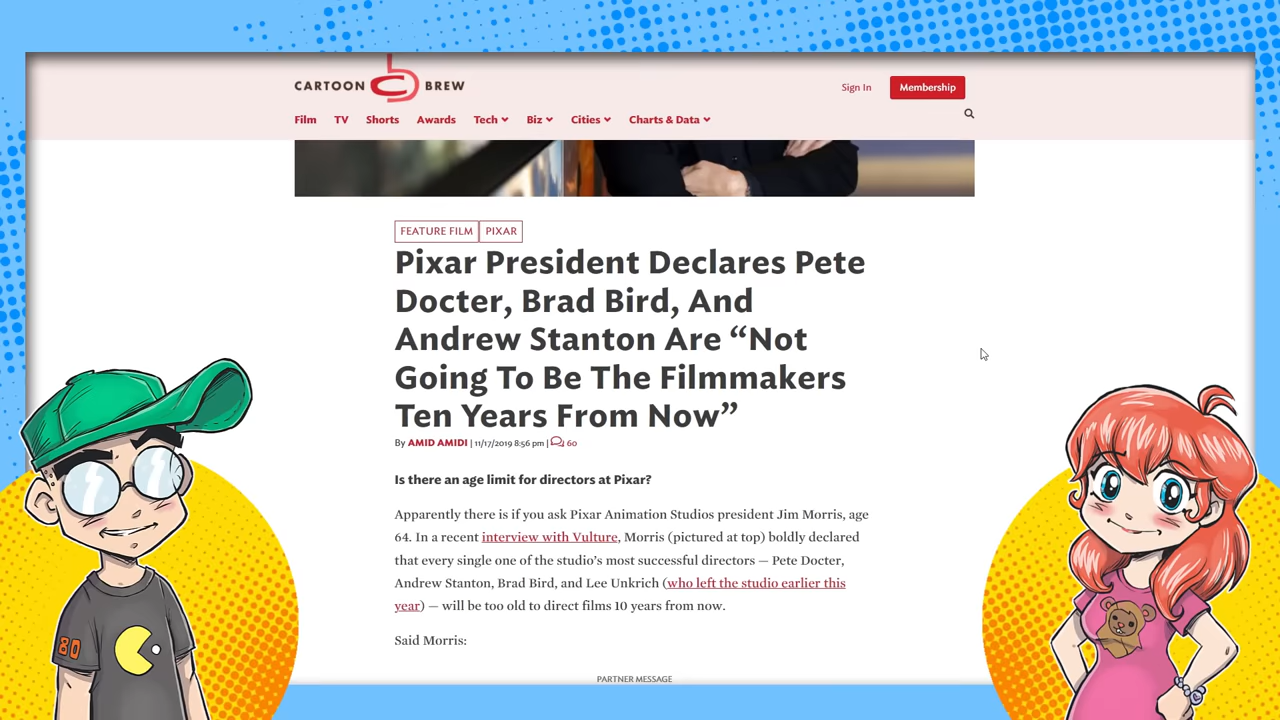 CARTOON BREW
Sign In
Membership
Film TV Shorts Awards Tech Biz Cities Charts & Data
FEATURE FILM PIXAR
Pixar President Declares Pete
Docter, Brad Bird, And
Andrew Stanton Are “Not
Going To Be The Filmmakers
Ten Years From Now”
By AMID AMIDI | 11/17/2019 8:56 pm | 60
Is there an age limit for directors at Pixar?
Apparently there is if you ask Pixar Animation Studios president Jim Morris, age
64. In a recent interview with Vulture, Morris (pictured at top) boldly declared
that every single one of the studio’s most successful directors — Pete Docter,
Andrew Stanton, Brad Bird, and Lee Unkrich (who left the studio earlier this
year) — will be too old to direct films 10 years from now.
Said Morris:
PARTNER MESSAGE
80